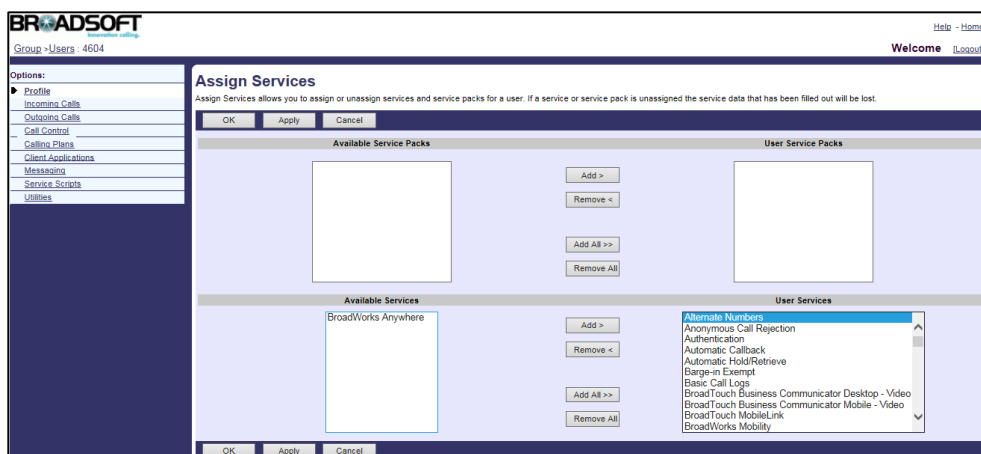 BROADSOFT
innovation calling.
Help - Home
Group >Users : 4604
Welcome [Logout
Options:
Profile
Incoming Calls
Outgoing Calls
Call Control
Calling Plans
Client Applications
Messaging
Service Scripts
Utilities
Assign Services
Assign Services allows you to assign or unassign services and service packs for a user. If a service or service pack is unassigned the service data that has been filled out will be lost.
OK Apply Cancel
Available Service Packs
User Service Packs
Add >
Remove <
Add All >>
Remove All
Available Services
User Services
BroadWorks Anywhere
Add >
Remove <
Add All >>
Remove All
Alternate Numbers
Anonymous Call Rejection
Authentication
Automatic Callback
Automatic Hold/Retrieve
Barge-in Exempt
Basic Call Logs
BroadTouch Business Communicator Desktop - Video
BroadTouch Business Communicator Mobile - Video
BroadTouch MobileLink
BroadWorks Mobility
OK Apply Cancel